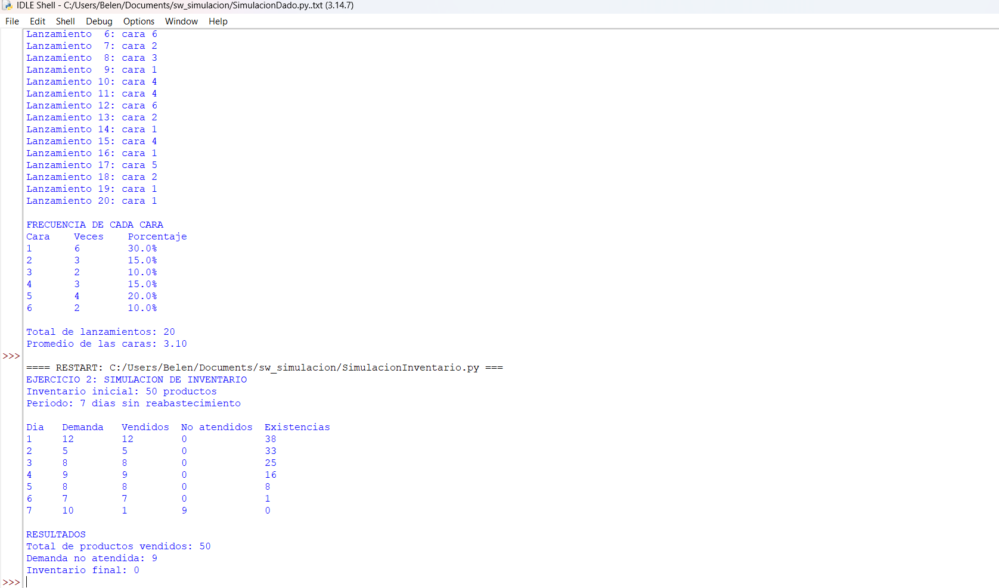 IDLE Shell - C:/Users/Belen/Documents/sw_simulacion/SimulacionDado.py..txt (3.14.7)
File Edit Shell Debug Options Window Help
Lanzamiento  6: cara 6
Lanzamiento  7: cara 2
Lanzamiento  8: cara 3
Lanzamiento  9: cara 1
Lanzamiento 10: cara 4
Lanzamiento 11: cara 4
Lanzamiento 12: cara 6
Lanzamiento 13: cara 2
Lanzamiento 14: cara 1
Lanzamiento 15: cara 4
Lanzamiento 16: cara 1
Lanzamiento 17: cara 5
Lanzamiento 18: cara 2
Lanzamiento 19: cara 1
Lanzamiento 20: cara 1
FRECUENCIA DE CADA CARA
Cara    Veces    Porcentaje
1       6        30.0%
2       3        15.0%
3       2        10.0%
4       3        15.0%
5       4        20.0%
6       2        10.0%
Total de lanzamientos: 20
Promedio de las caras: 3.10
>>>
==== RESTART: C:/Users/Belen/Documents/sw_simulacion/SimulacionInventario.py ===
EJERCICIO 2: SIMULACION DE INVENTARIO
Inventario inicial: 50 productos
Periodo: 7 dias sin reabastecimiento
Dia   Demanda   Vendidos  No atendidos  Existencias
1     12        12        0             38
2     5         5         0             33
3     8         8         0             25
4     9         9         0             16
5     8         8         0             8
6     7         7         0             1
7     10        1         9             0
RESULTADOS
Total de productos vendidos: 50
Demanda no atendida: 9
Inventario final: 0
>>>